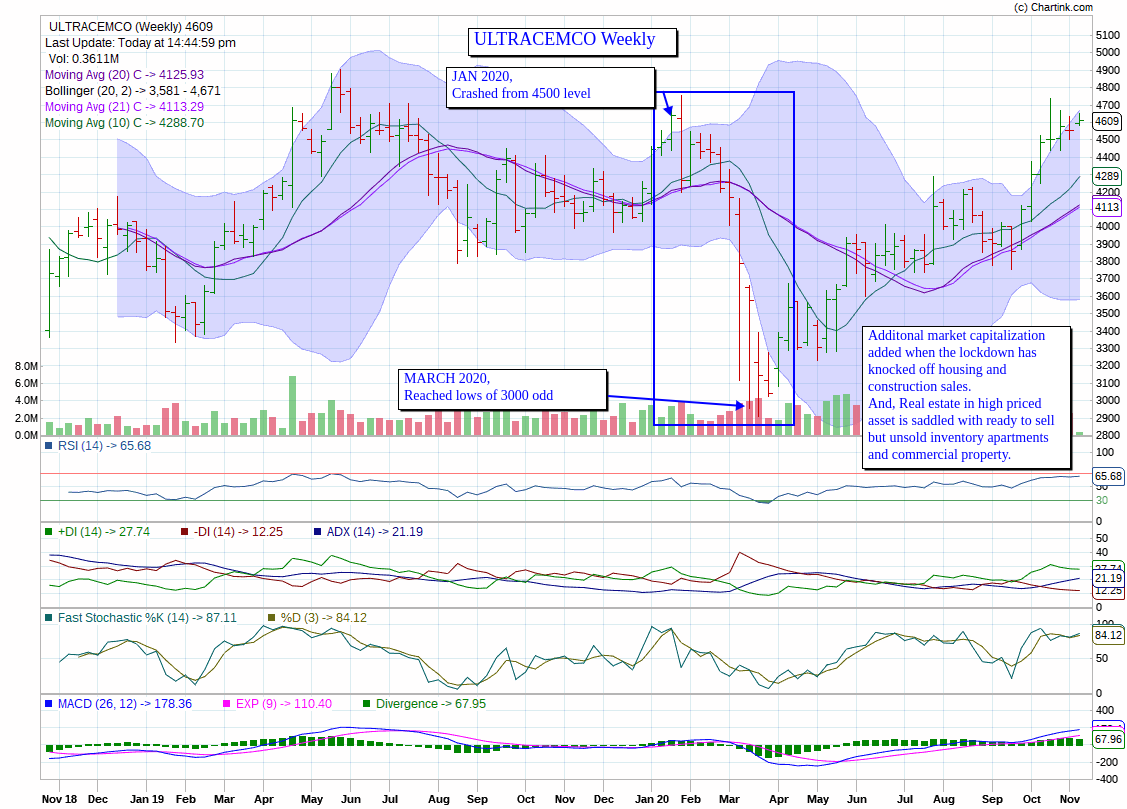 (c) Chartink.com
ULTRACEMCO (Weekly) 4609
Last Update: Today at 14:44:59 pm
Vol: 0.3611M
Moving Avg (20) C -> 4125.93
Bollinger (20, 2) -> 3,581 - 4,671
Moving Avg (21) C -> 4113.29
Moving Avg (10) C -> 4288.70
ULTRACEMCO Weekly
JAN 2020,
Crashed from 4500 level
MARCH 2020,
Reached lows of 3000 odd
Additonal market capitalization
added when the lockdown has
knocked off housing and
construction sales.
And, Real estate in high priced
asset is saddled with ready to sell
but unsold inventory apartments
and commercial property.
5100
5000
4900
4800
4700
4609
4500
4400
4289
4200
4113
4000
3900
3800
3700
3600
3500
3400
3300
3200
3100
3000
2900
2800
8.0M
6.0M
4.0M
2.0M
0.0M
RSI (14) -> 65.68
100
65.68
50
30
0
+DI (14) -> 27.74 -DI (14) -> 12.25 ADX (14) -> 21.19
50
40
27.74
21.19
12.25
0
Fast Stochastic %K (14) -> 87.11 %D (3) -> 84.12
100
84.12
50
0
MACD (26, 12) -> 178.36 EXP (9) -> 110.40 Divergence -> 67.95
400
67.96
-200
-400
Nov 18 Dec Jan 19 Feb Mar Apr May Jun Jul Aug Sep Oct Nov Dec Jan 20 Feb Mar Apr May Jun Jul Aug Sep Oct Nov